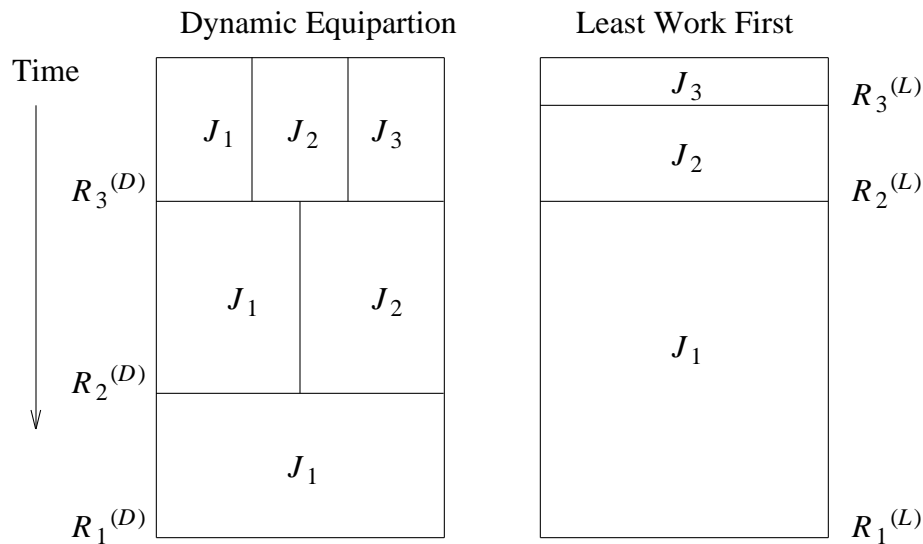 Dynamic Equipartion
Least Work First
Time
J1 J2 J3
J3
R3(L)
J2
R3(D)
R2(L)
J1 J2
J1
R2(D)
J1
R1(D)
R1(L)